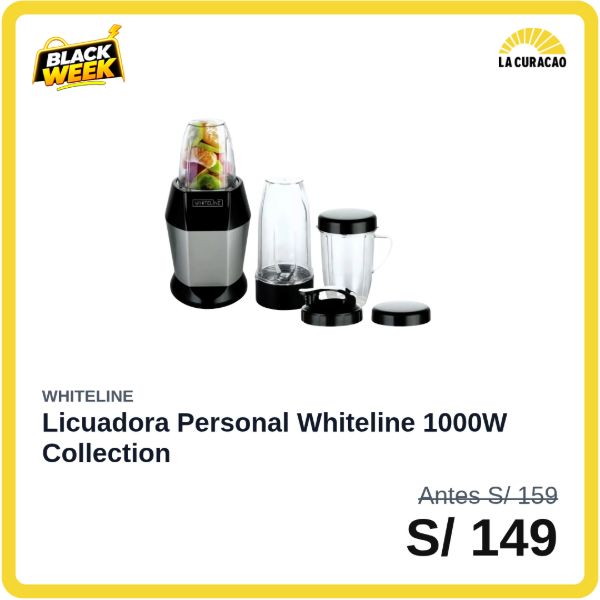 BLACK
WEEK
LA CURACAO
WHITELINE
WHITELINE
Licuadora Personal Whiteline 1000W
Collection
Antes S/ 159
S/ 149